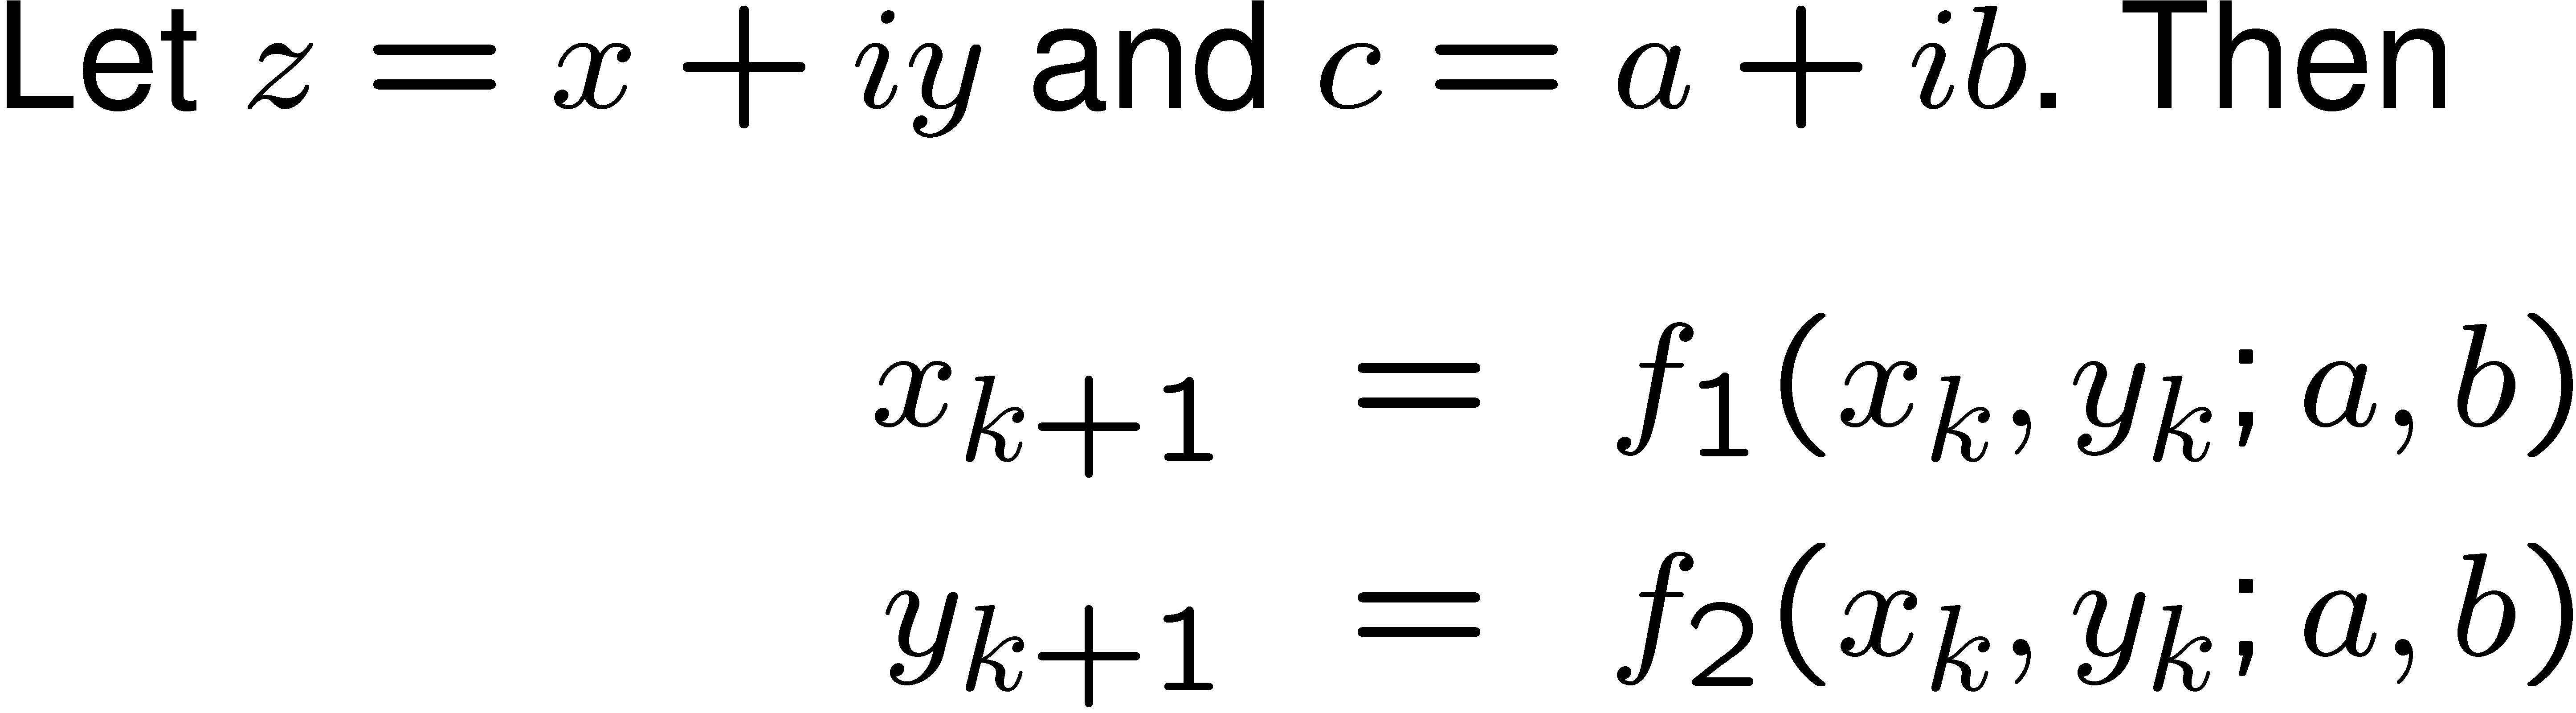 Let z = x + iy and c = a + ib. Then
x_{k+1} = f_1(x_k, y_k; a, b)
y_{k+1} = f_2(x_k, y_k; a, b)